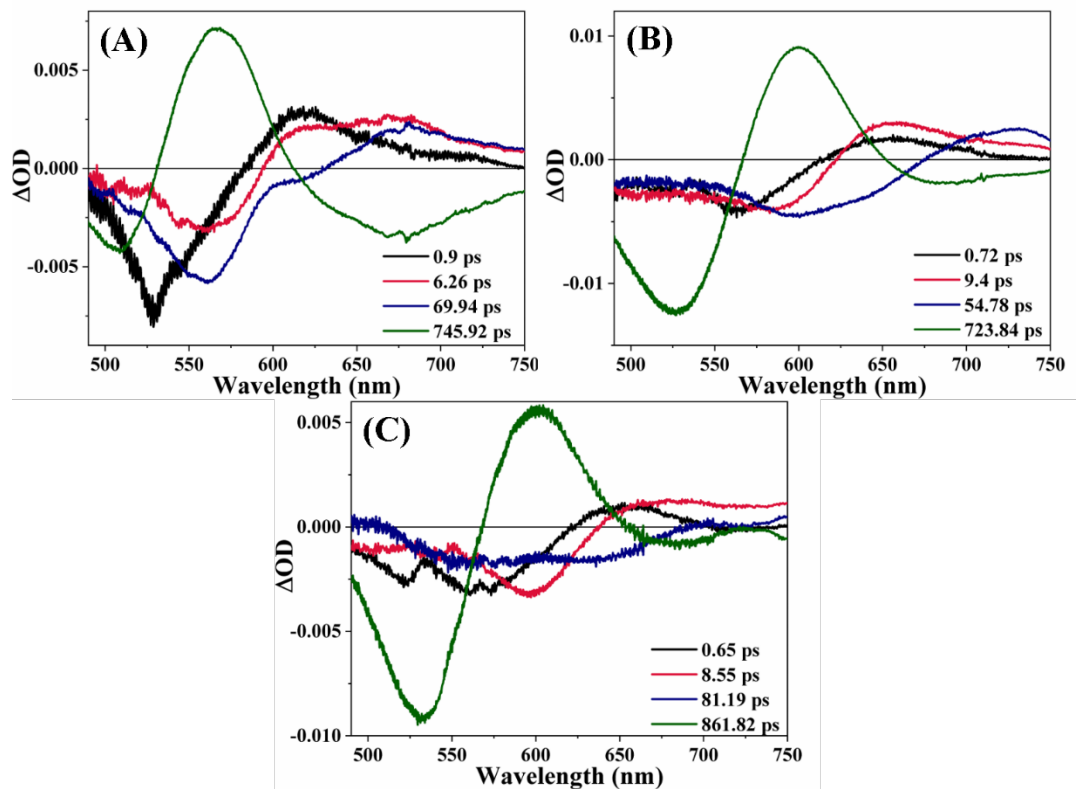 (A)
0.005
0.000
-0.005
ΔOD
0.9 ps
6.26 ps
69.94 ps
745.92 ps
500 550 600 650 700 750
Wavelength (nm)
(B)
0.01
0.00
-0.01
ΔOD
0.72 ps
9.4 ps
54.78 ps
723.84 ps
500 550 600 650 700 750
Wavelength (nm)
(C)
0.005
0.000
-0.005
-0.010
ΔOD
0.65 ps
8.55 ps
81.19 ps
861.82 ps
500 550 600 650 700 750
Wavelength (nm)